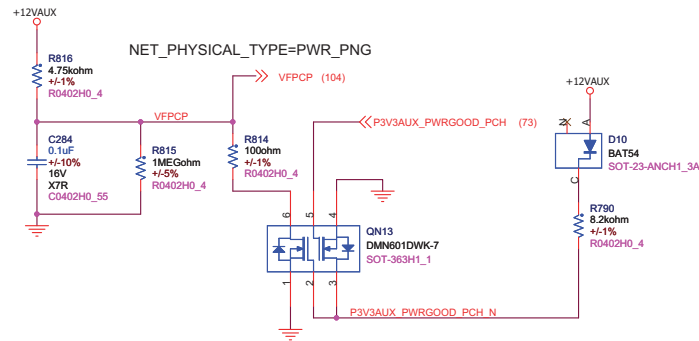 +12VAUX
NET_PHYSICAL_TYPE=PWR_PNG
R816
4.75kohm
+/-1%
R0402H0_4
VFPCP (104)
+12VAUX
VFPCP
P3V3AUX_PWRGOOD_PCH (73)
C284
0.1uF
+/-10%
16V
X7R
C0402H0_55
R815
1MEGohm
+/-5%
R0402H0_4
R814
100ohm
+/-1%
R0402H0_4
N
A
D10
BAT54
SOT-23-ANCH1_3A
C
R790
8.2kohm
+/-1%
R0402H0_4
6
5
4
QN13
DMN601DWK-7
SOT-363H1_1
1
2
3
P3V3AUX_PWRGOOD_PCH_N